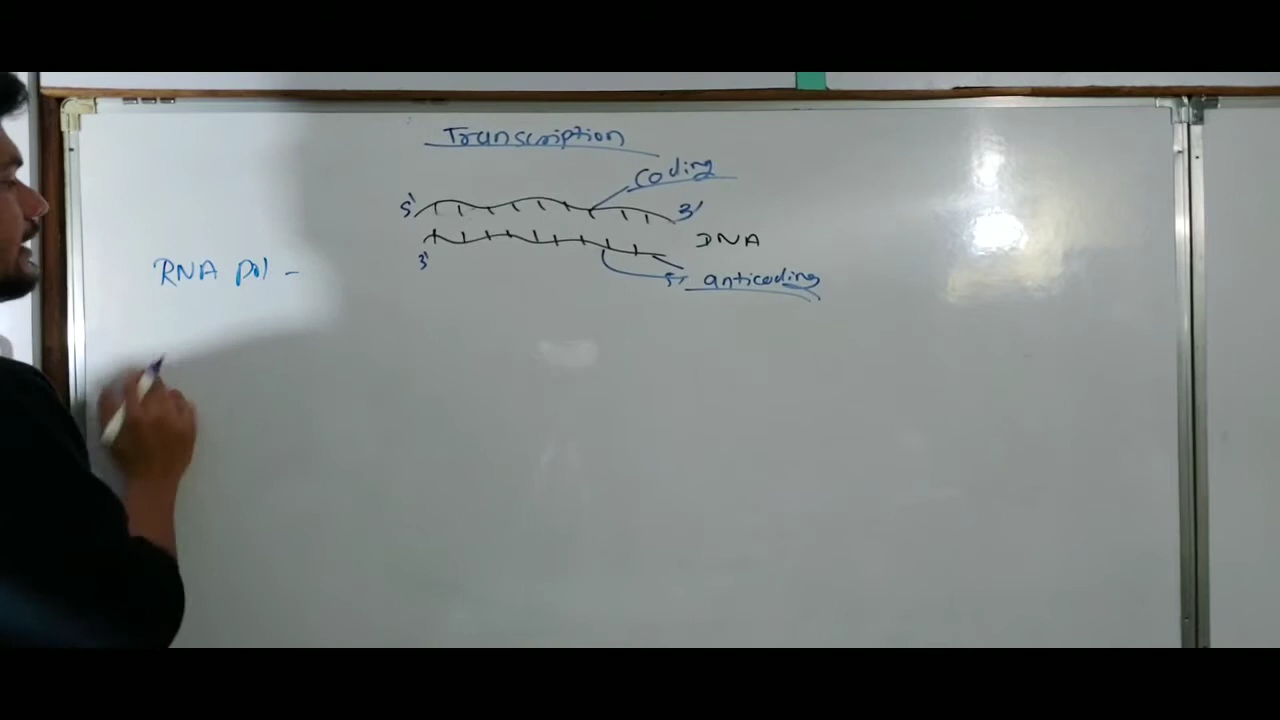 Transcription
coding
5' 3'
DNA
3'
5' anticoding
RNA pol -